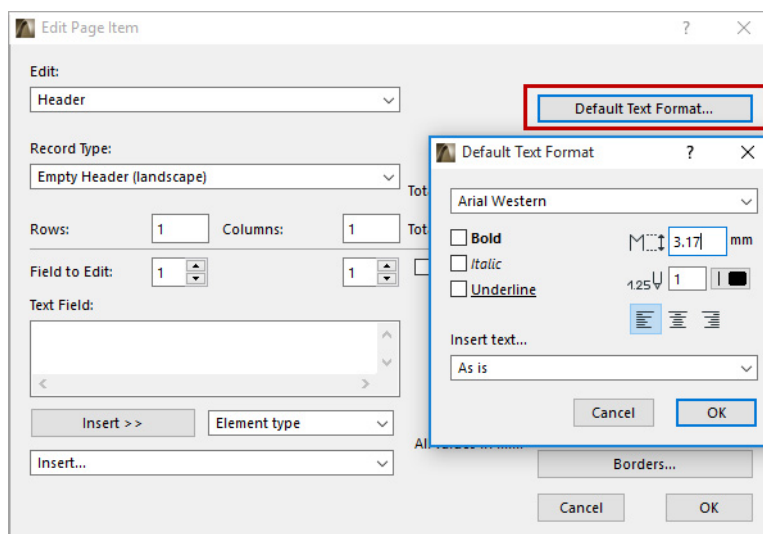 Edit Page Item
Edit:
Header
Default Text Format...
Record Type:
Empty Header (landscape)
Rows: 1 Columns: 1
Field to Edit: 1 1
Text Field:
Insert >> Element type
Insert...
Default Text Format
Arial Western
Bold
Italic
Underline
3.17 mm
1.25 1
Insert text...
As is
Cancel OK
Borders...
Cancel OK